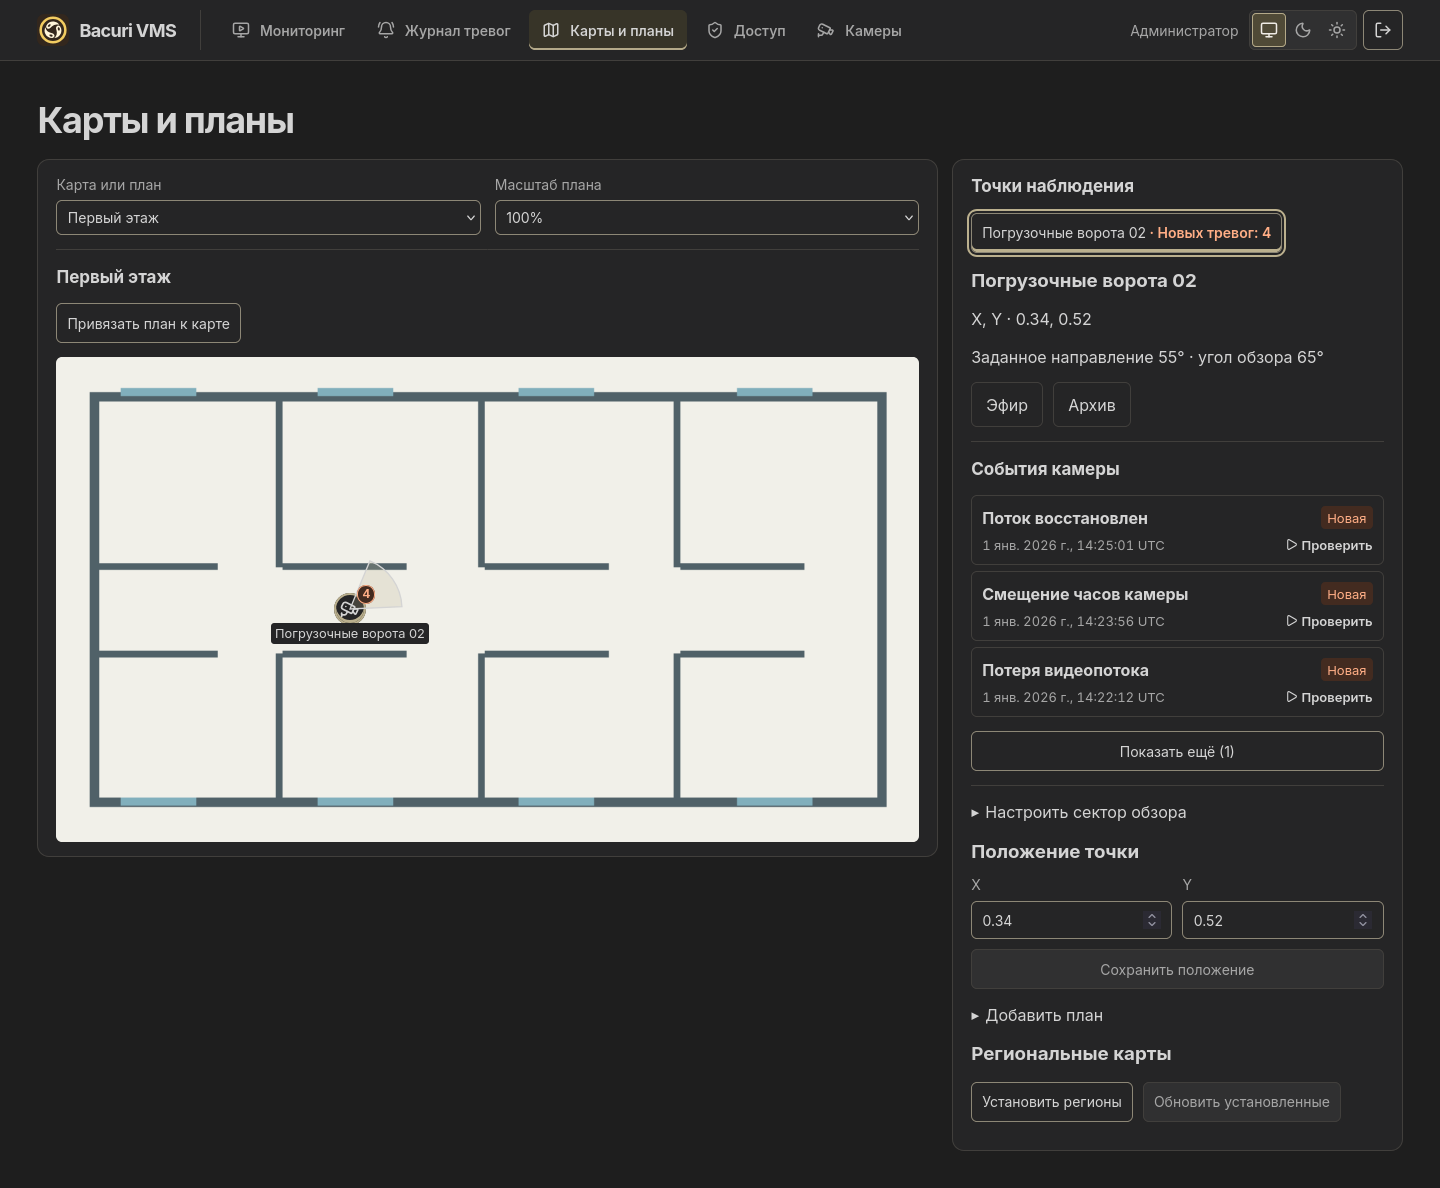 Bacuri VMS
Мониторинг
Журнал тревог
Карты и планы
Доступ
Камеры
Администратор
Карты и планы
Карта или план
Масштаб плана
Первый этаж
100%
Первый этаж
Привязать план к карте
4
Погрузочные ворота 02
Точки наблюдения
Погрузочные ворота 02 · Новых тревог: 4
Погрузочные ворота 02
X, Y · 0.34, 0.52
Заданное направление 55° · угол обзора 65°
Эфир
Архив
События камеры
Поток восстановлен
Новая
1 янв. 2026 г., 14:25:01 UTC
Проверить
Смещение часов камеры
Новая
1 янв. 2026 г., 14:23:56 UTC
Проверить
Потеря видеопотока
Новая
1 янв. 2026 г., 14:22:12 UTC
Проверить
Показать ещё (1)
Настроить сектор обзора
Положение точки
X
Y
0.34
0.52
Сохранить положение
Добавить план
Региональные карты
Установить регионы
Обновить установленные